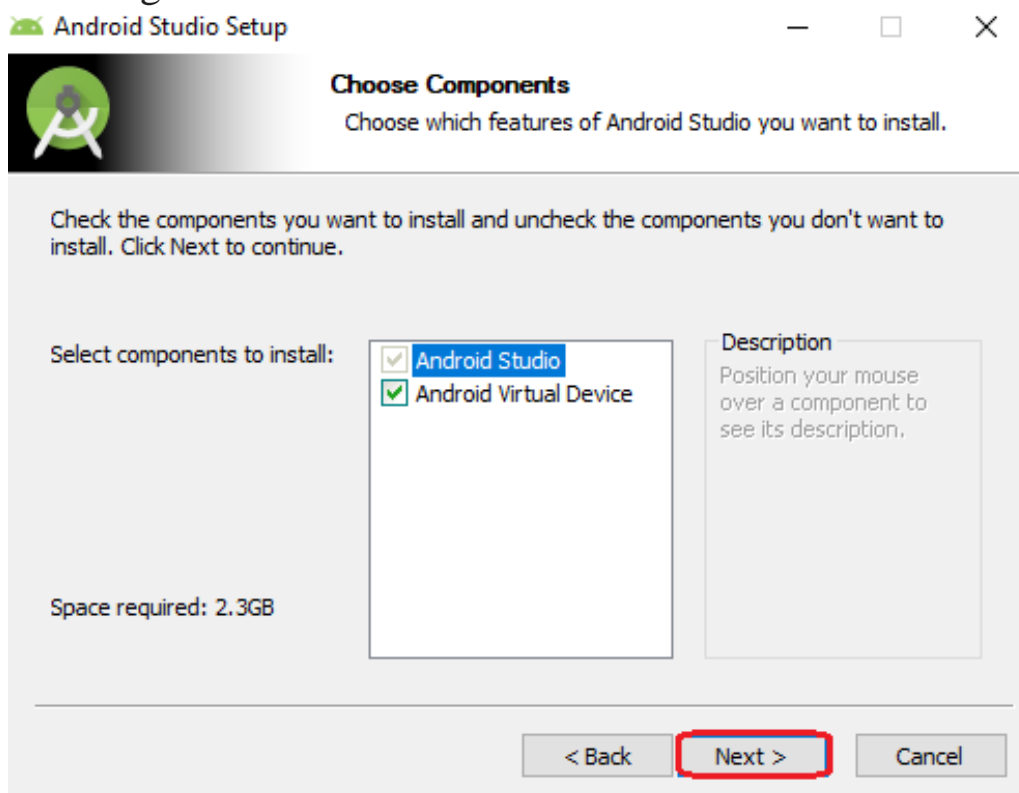 Android Studio Setup
Choose Components
Choose which features of Android Studio you want to install.
Check the components you want to install and uncheck the components you don't want to
install. Click Next to continue.
Select components to install:
Android Studio
Android Virtual Device
Description
Position your mouse
over a component to
see its description.
Space required: 2.3GB
< Back
Next >
Cancel